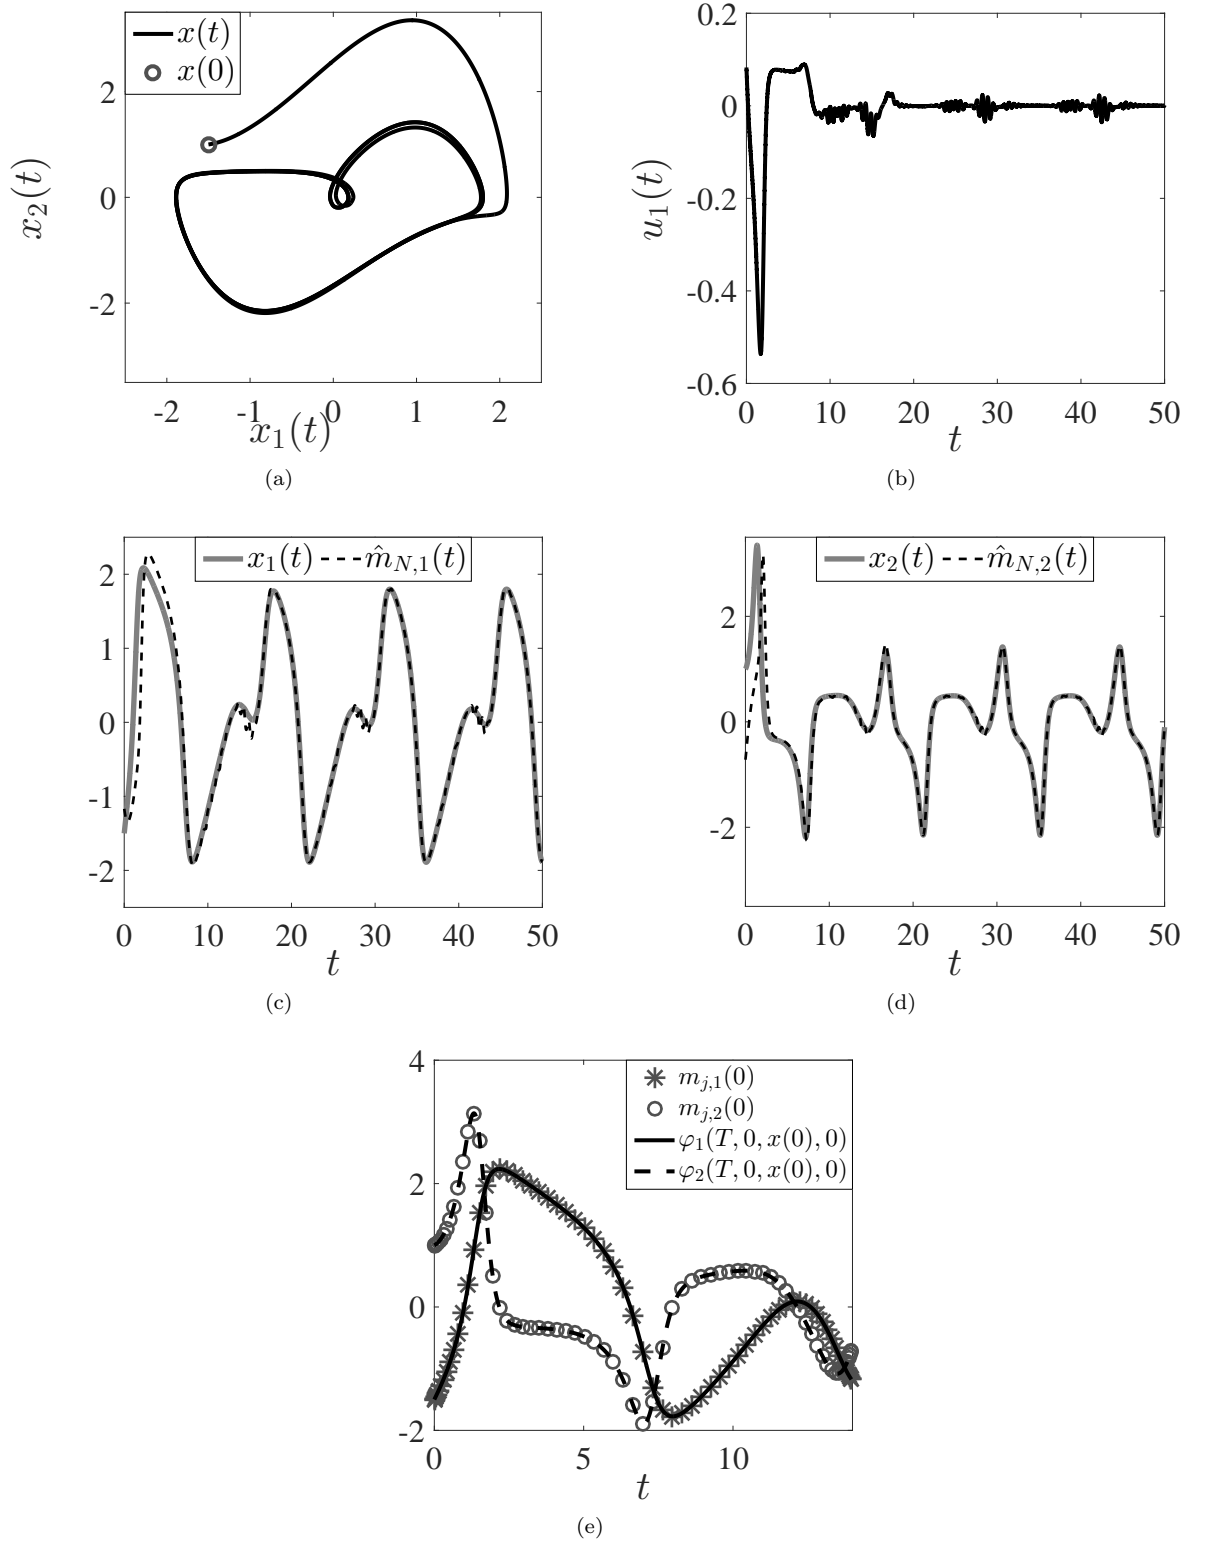 x(t)
x(0)
2
0
-2
x_2(t)
-2 -1 0 1 2
x_1(t)
(a)
0.2
0
-0.2
-0.4
-0.6
u_1(t)
0 10 20 30 40 50
t
(b)
x_1(t) m̂_{N,1}(t)
2
1
0
-1
-2
0 10 20 30 40 50
t
(c)
x_2(t) m̂_{N,2}(t)
2
0
-2
0 10 20 30 40 50
t
(d)
4
2
0
-2
m_{j,1}(0)
m_{j,2}(0)
φ_1(T, 0, x(0), 0)
φ_2(T, 0, x(0), 0)
0 5 10
t
(e)